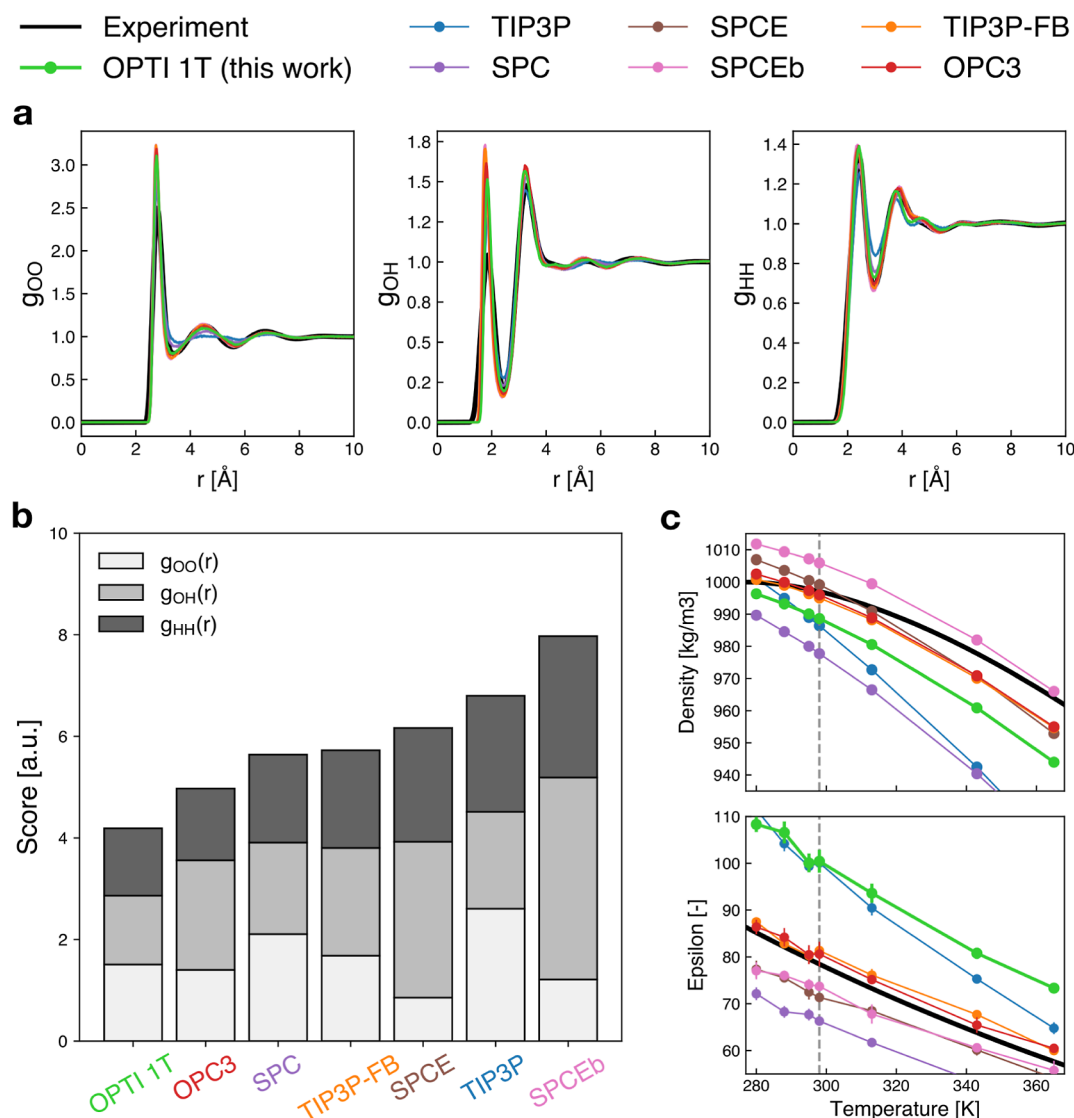 Experiment
OPTI 1T (this work)
TIP3P
SPC
SPCE
SPCEb
TIP3P-FB
OPC3
a
gOO
3.0
2.5
2.0
1.5
1.0
0.5
0.0
0 2 4 6 8 10
r [Å]
gOH
1.8
1.5
1.2
1.0
0.8
0.5
0.2
0.0
0 2 4 6 8 10
r [Å]
gHH
1.4
1.2
1.0
0.8
0.6
0.4
0.2
0.0
0 2 4 6 8 10
r [Å]
b
Score [a.u.]
10
8
6
4
2
0
gOO(r)
gOH(r)
gHH(r)
OPTI 1T
OPC3
SPC
TIP3P-FB
SPCE
TIP3P
SPCEb
c
Density [kg/m3]
1010
1000
990
980
970
960
950
940
Epsilon [-]
110
100
90
80
70
60
280 300 320 340 360
Temperature [K]